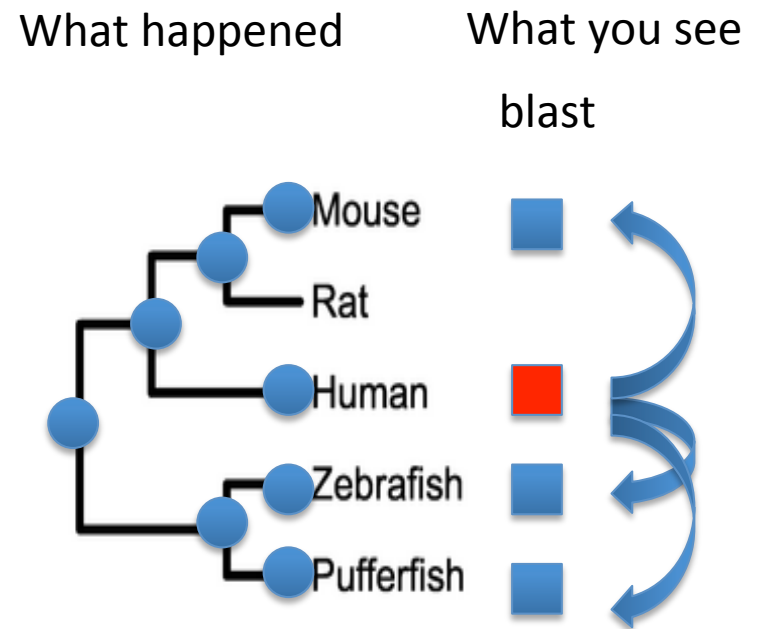 What happened
What you see
blast
Mouse
Rat
Human
Zebrafish
Pufferfish